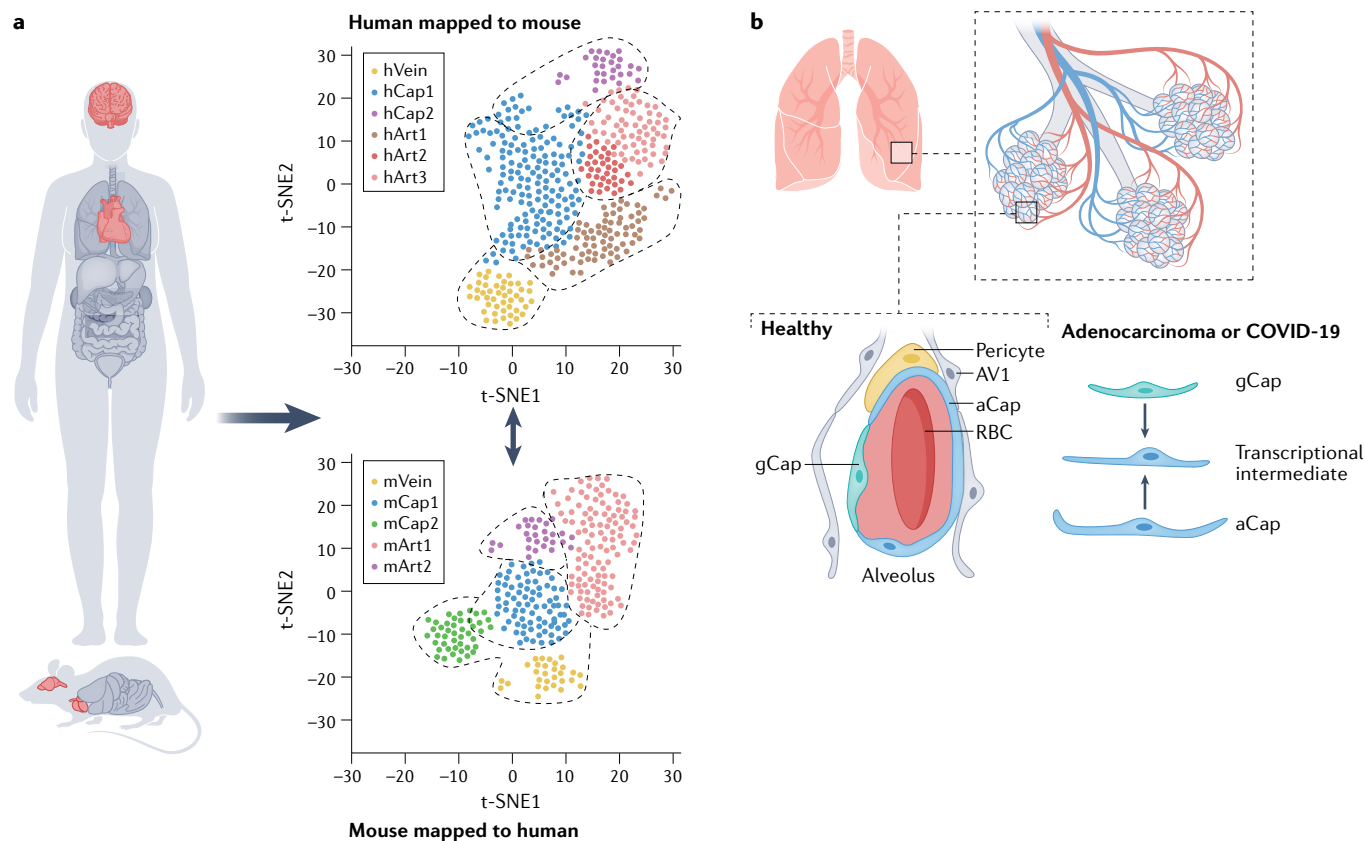 a
Human mapped to mouse
30
20
10
0
−10
−20
−30
t-SNE2
hVein
hCap1
hCap2
hArt1
hArt2
hArt3
−30
−20
−10
0
10
20
30
t-SNE1
30
20
10
0
−10
−20
−30
t-SNE2
mVein
mCap1
mCap2
mArt1
mArt2
−30
−20
−10
0
10
20
30
t-SNE1
Mouse mapped to human
b
Healthy
Pericyte
AV1
aCap
RBC
gCap
Alveolus
Adenocarcinoma or COVID-19
gCap
Transcriptional
intermediate
aCap